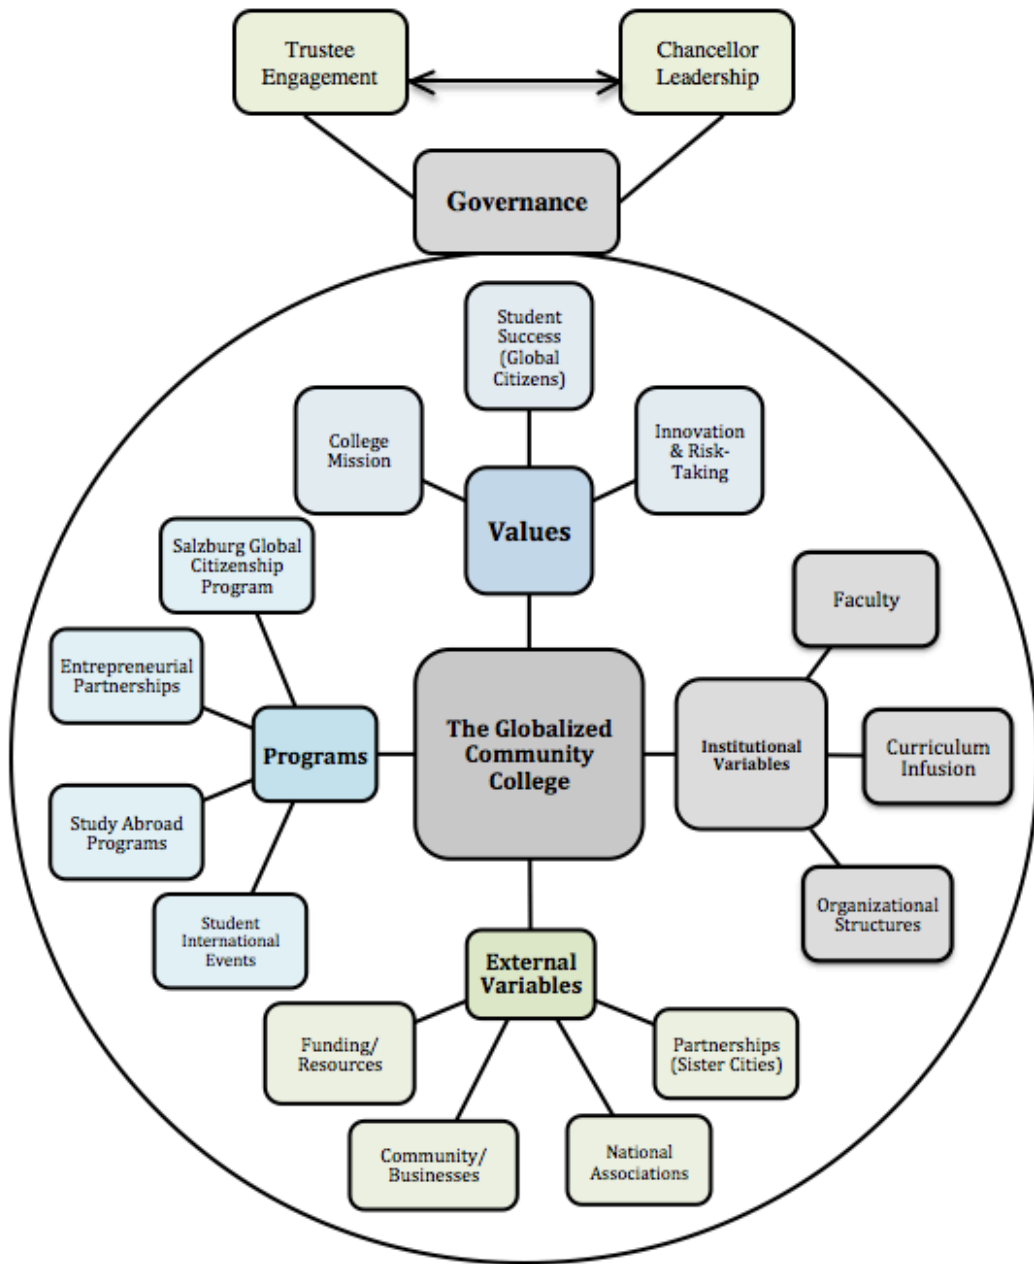 Trustee
Engagement
Chancellor
Leadership
Governance
Student
Success
(Global
Citizens)
College
Mission
Innovation
& Risk-
Taking
Values
Salzburg Global
Citizenship
Program
Entrepreneurial
Partnerships
Programs
Study Abroad
Programs
Student
International
Events
The Globalized
Community
College
Institutional
Variables
Faculty
Curriculum
Infusion
Organizational
Structures
External
Variables
Funding/
Resources
Community/
Businesses
National
Associations
Partnerships
(Sister Cities)